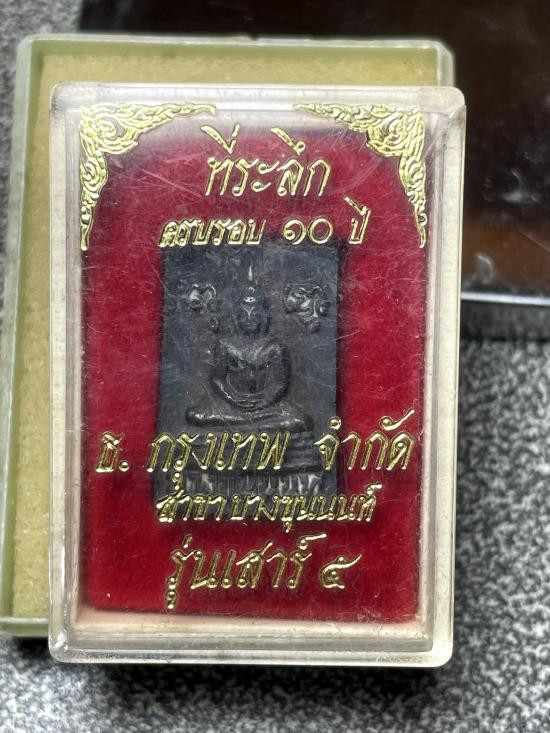 ที่ระลึก
ครบรอบ ๑๐ ปี
ธ. กรุงเทพ จำกัด
สาขาบางขุนนนท์
รุ่นเสาร์ ๕